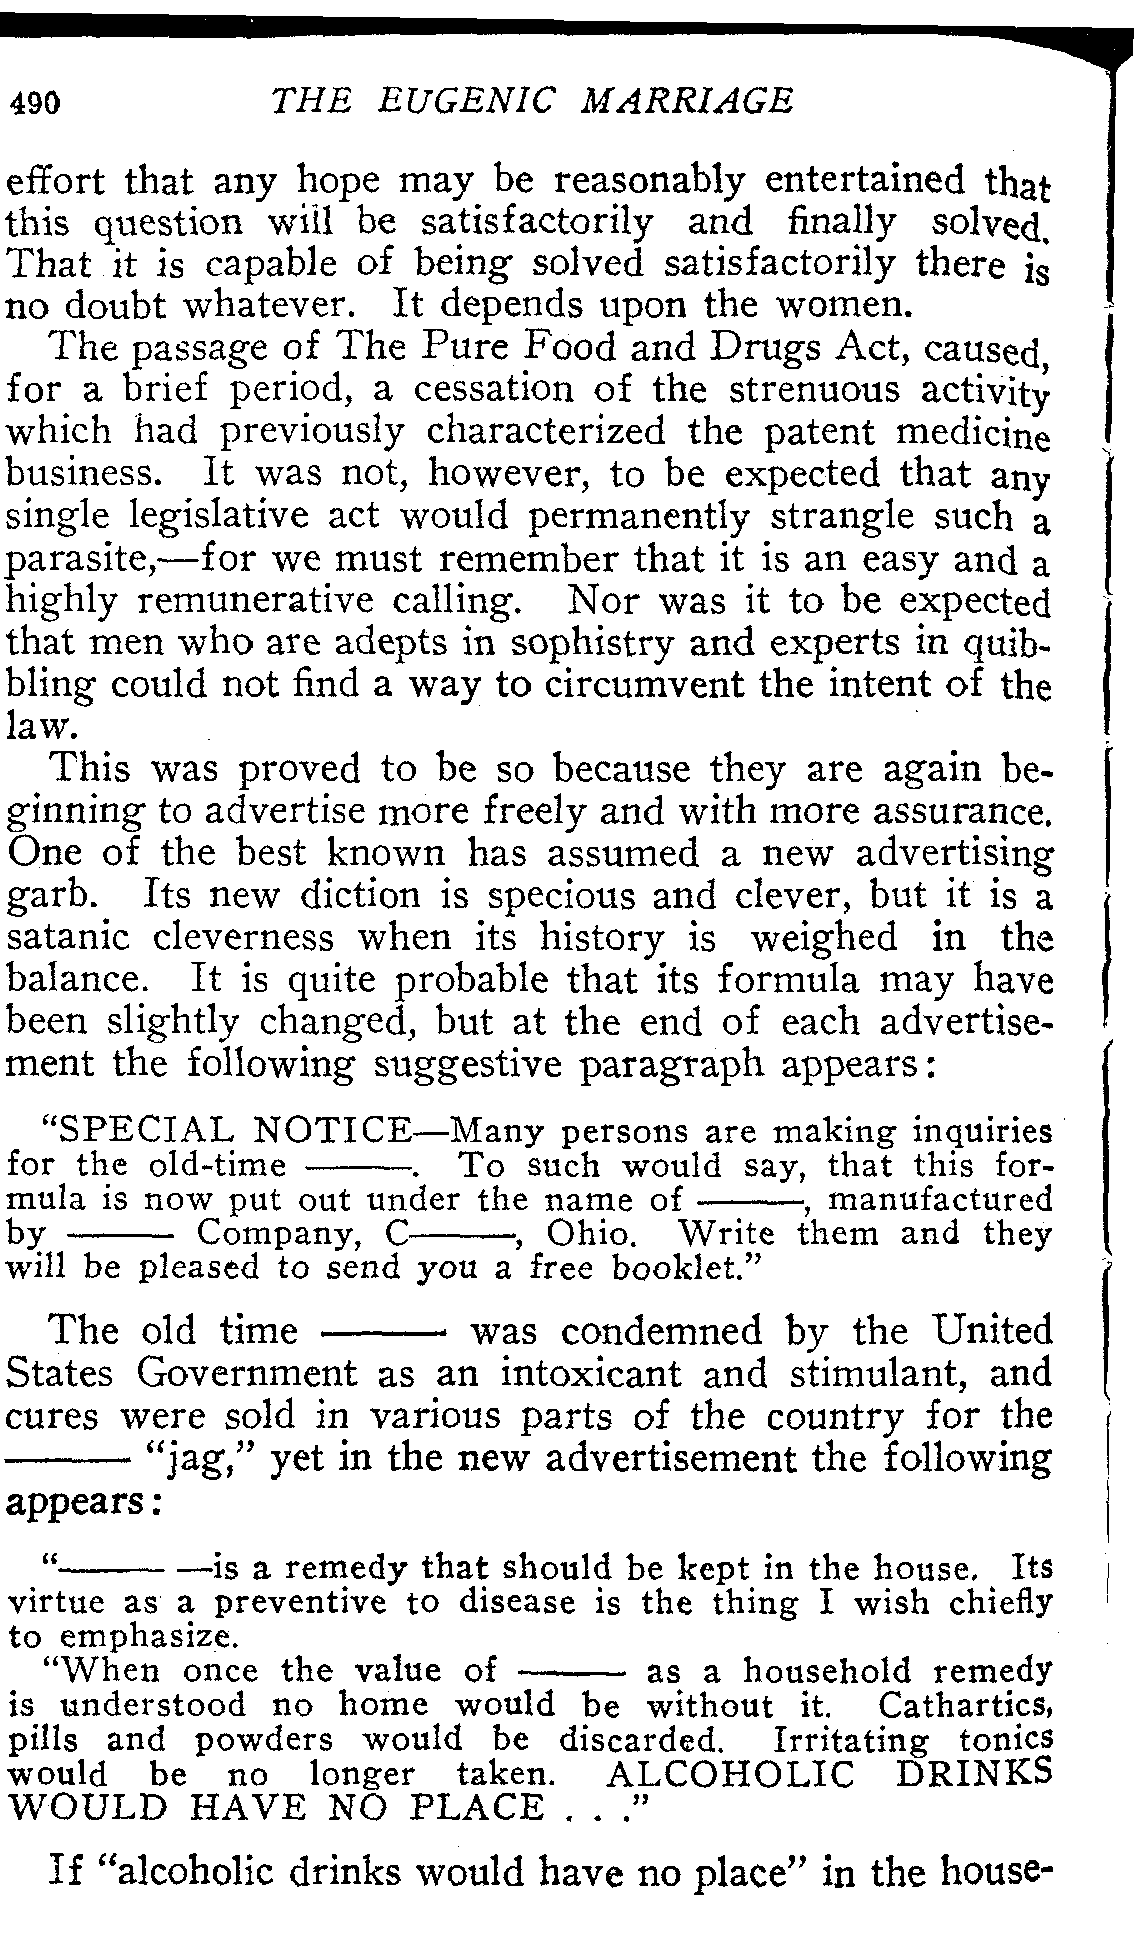 490 THE EUGENIC MARRIAGE
effort that any hope may be reasonably entertained that
this question will be satisfactorily and finally solved.
That it is capable of being solved satisfactorily there is
no doubt whatever. It depends upon the women.
The passage of The Pure Food and Drugs Act, caused,
for a brief period, a cessation of the strenuous activity
which had previously characterized the patent medicine
business. It was not, however, to be expected that any
single legislative act would permanently strangle such a
parasite,—for we must remember that it is an easy and a
highly remunerative calling. Nor was it to be expected
that men who are adepts in sophistry and experts in quib-
bling could not find a way to circumvent the intent of the
law.
This was proved to be so because they are again be-
ginning to advertise more freely and with more assurance.
One of the best known has assumed a new advertising
garb. Its new diction is specious and clever, but it is a
satanic cleverness when its history is weighed in the
balance. It is quite probable that its formula may have
been slightly changed, but at the end of each advertise-
ment the following suggestive paragraph appears:
"SPECIAL NOTICE—Many persons are making inquiries
for the old-time ———. To such would say, that this for-
mula is now put out under the name of ———, manufactured
by ——— Company, C———, Ohio. Write them and they
will be pleased to send you a free booklet."
The old time ——— was condemned by the United
States Government as an intoxicant and stimulant, and
cures were sold in various parts of the country for the
——— "jag," yet in the new advertisement the following
appears:
"——— —is a remedy that should be kept in the house. Its
virtue as a preventive to disease is the thing I wish chiefly
to emphasize.
"When once the value of ——— as a household remedy
is understood no home would be without it. Cathartics,
pills and powders would be discarded. Irritating tonics
would be no longer taken. ALCOHOLIC DRINKS
WOULD HAVE NO PLACE . . ."
If "alcoholic drinks would have no place" in the house-